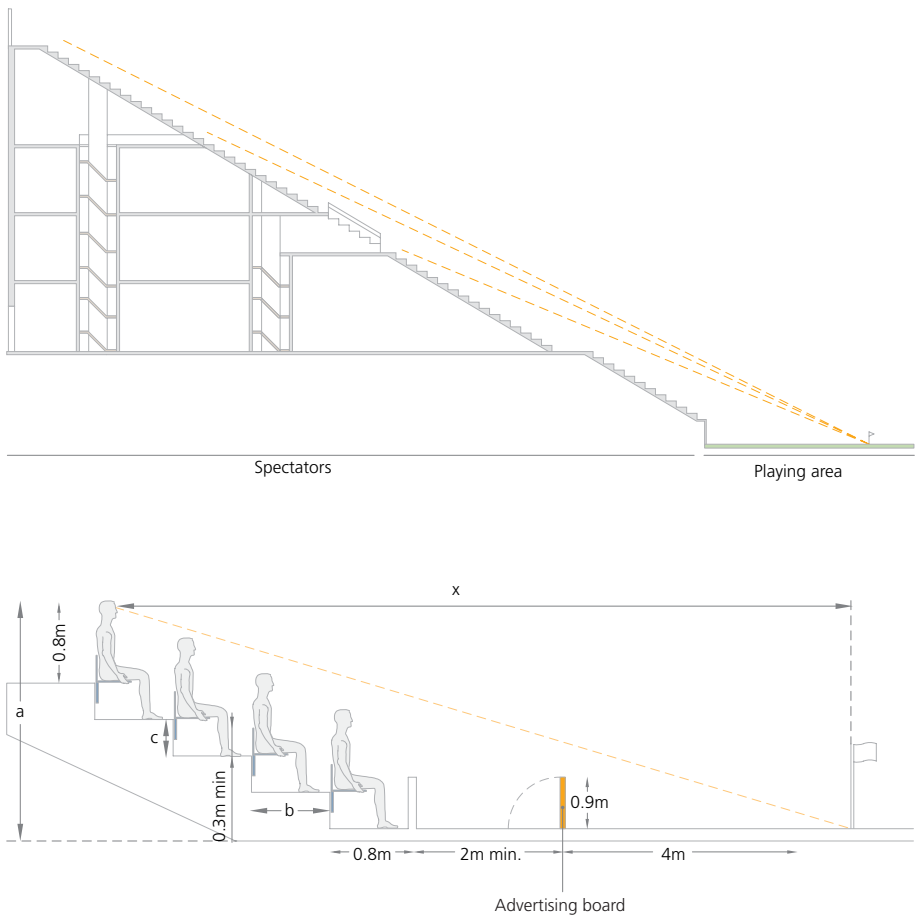 Spectators
Playing area
x
0.8m
a
c
0.3m min
b
0.9m
0.8m
2m min.
4m
Advertising board